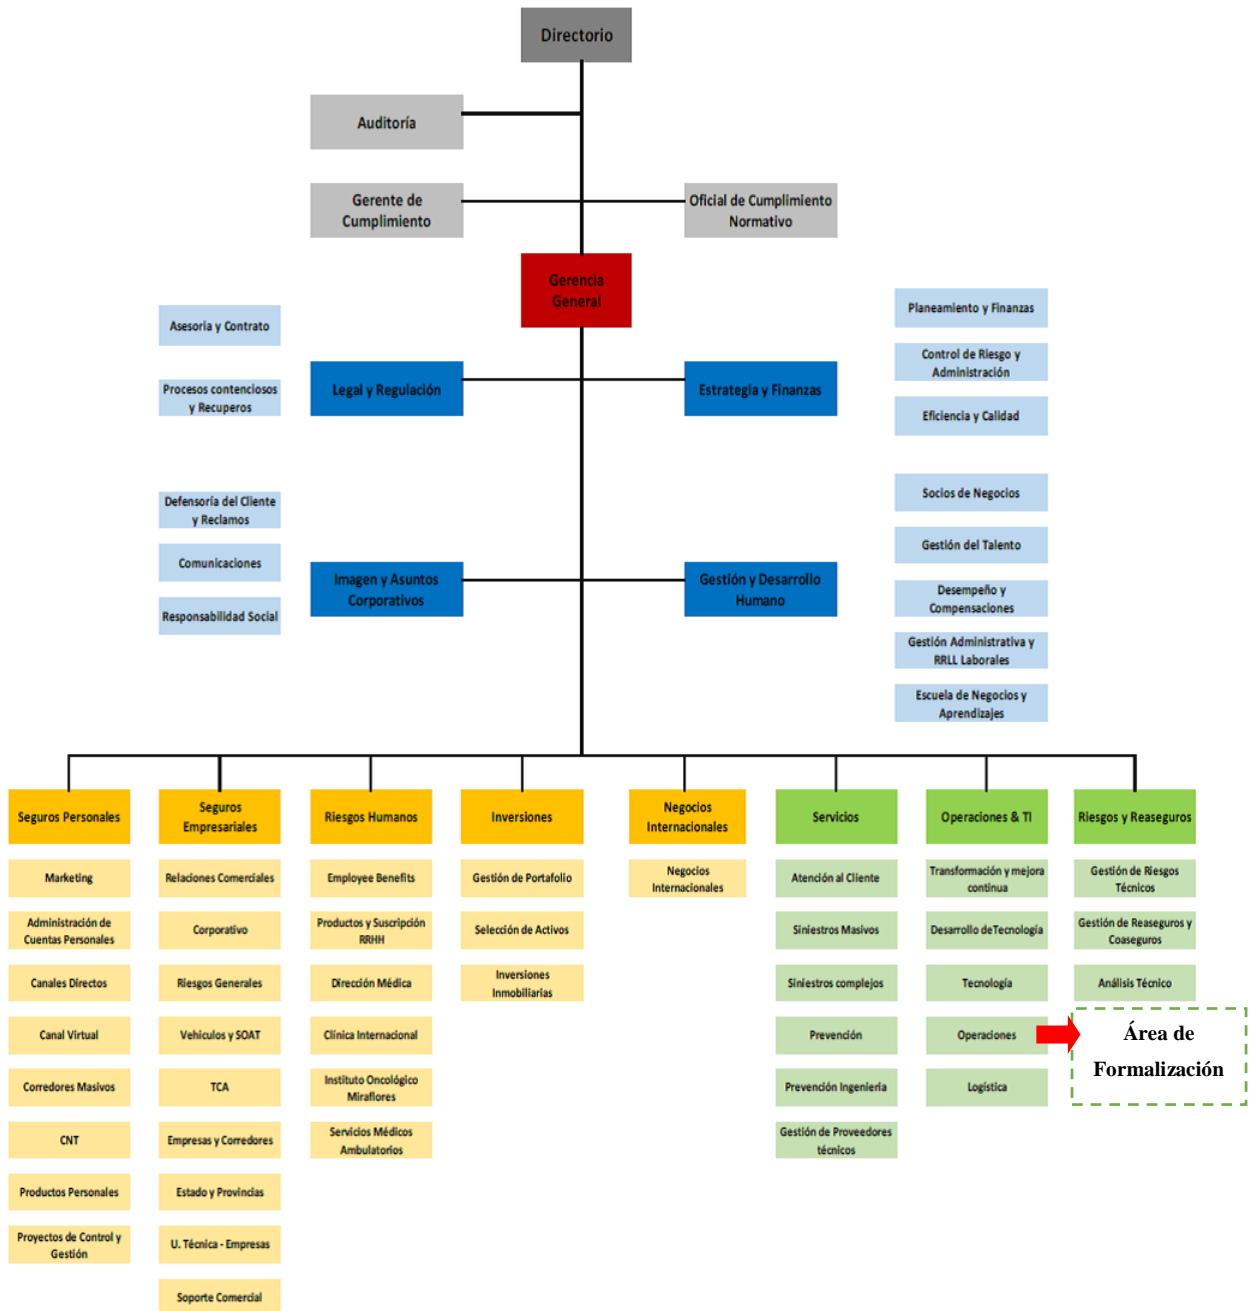 Directorio
Auditoría
Gerente de
Cumplimiento
Oficial de Cumplimiento
Normativo
Gerencia
General
Asesoria y Contrato
Procesos contenciosos
y Recuperos
Legal y Regulación
Estrategia y Finanzas
Planeamiento y Finanzas
Control de Riesgo y
Administración
Eficiencia y Calidad
Defensoría del Cliente
y Reclamos
Comunicaciones
Responsabilidad Social
Imagen y Asuntos
Corporativos
Gestión y Desarrollo
Humano
Socios de Negocios
Gestión del Talento
Desempeño y
Compensaciones
Gestión Administrativa y
RRLL Laborales
Escuela de Negocios y
Aprendizajes
Seguros Personales
Marketing
Administración de
Cuentas Personales
Canales Directos
Canal Virtual
Corredores Masivos
CNT
Productos Personales
Proyectos de Control y
Gestión
Seguros
Empresariales
Relaciones Comerciales
Corporativo
Riesgos Generales
Vehiculos y SOAT
TCA
Empresas y Corredores
Estado y Provincias
U. Técnica - Empresas
Soporte Comercial
Riesgos Humanos
Employee Benefits
Productos y Suscripción
RRHH
Dirección Médica
Clínica Internacional
Instituto Oncológico
Miraflores
Servicios Médicos
Ambulatorios
Inversiones
Gestión de Portafolio
Selección de Activos
Inversiones
Inmobiliarias
Negocios
Internacionales
Negocios
Internacionales
Servicios
Atención al Cliente
Siniestros Masivos
Siniestros complejos
Prevención
Prevención Ingenieria
Gestión de Proveedores
técnicos
Operaciones & TI
Transformación y mejora
continua
Desarrollo deTecnología
Tecnología
Operaciones
Logística
Riesgos y Reaseguros
Gestión de Riesgos
Técnicos
Gestión de Reaseguros y
Coaseguros
Análisis Técnico
Área de
Formalización